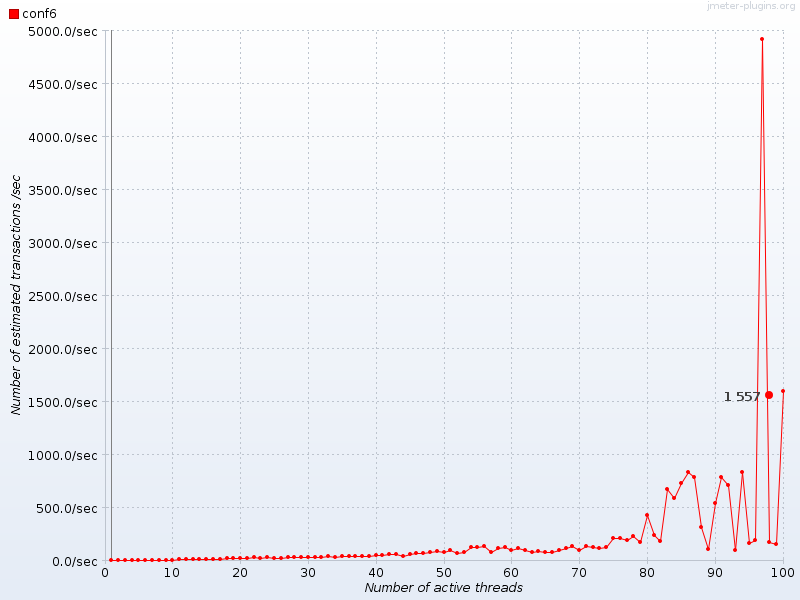 jmeter-plugins.org
conf6
5000.0/sec
4500.0/sec
4000.0/sec
3500.0/sec
3000.0/sec
2500.0/sec
2000.0/sec
1500.0/sec
1000.0/sec
500.0/sec
0.0/sec
Number of estimated transactions /sec
1 557
0 10 20 30 40 50 60 70 80 90 100
Number of active threads